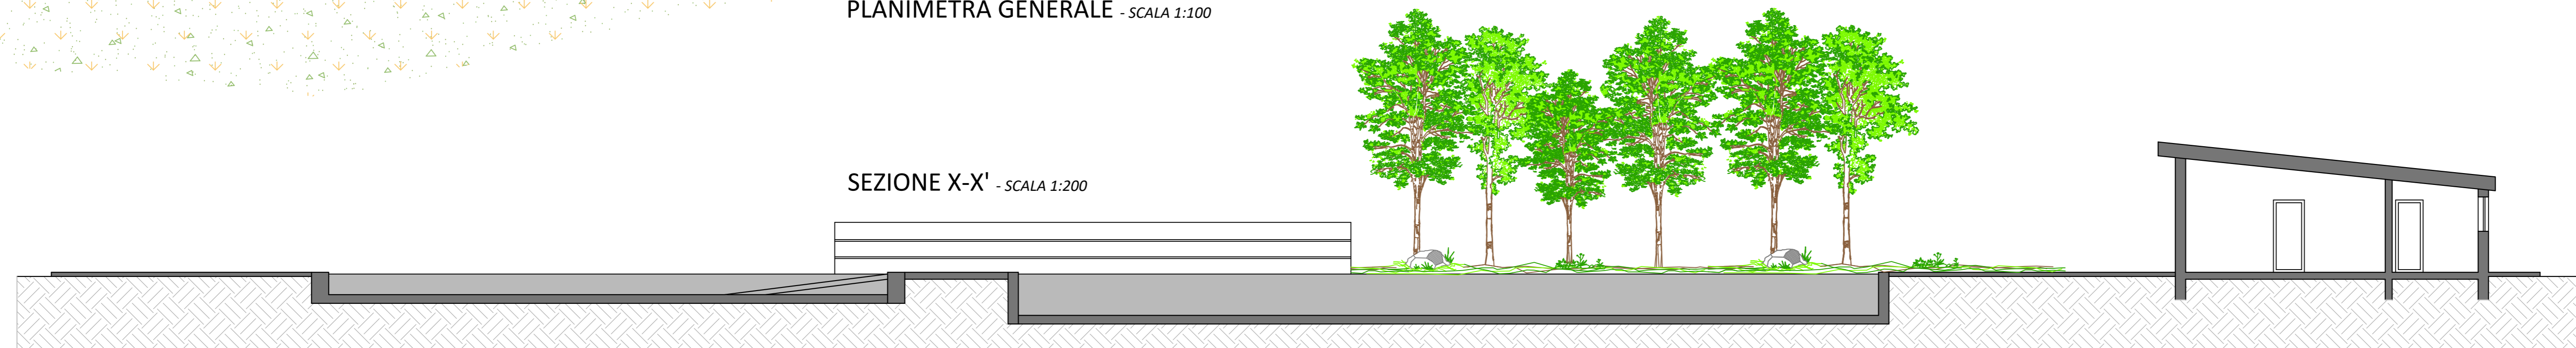 PLANIMETRA GENERALE - SCALA 1:100
SEZIONE X-X' - SCALA 1:200